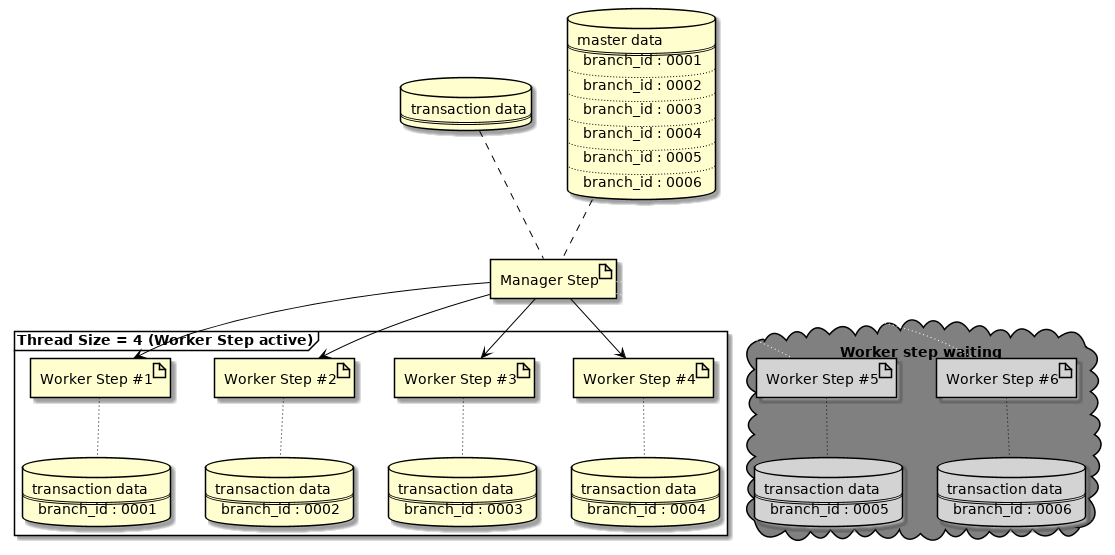 master data
branch_id : 0001
branch_id : 0002
transaction data
branch_id : 0003
branch_id : 0004
branch_id : 0005
branch_id : 0006
Manager Step
Thread Size = 4 (Worker Step active)
Worker step waiting
Worker Step #1
Worker Step #2
Worker Step #3
Worker Step #4
Worker Step #5
Worker Step #6
transaction data
branch_id : 0001
transaction data
branch_id : 0002
transaction data
branch_id : 0003
transaction data
branch_id : 0004
transaction data
branch_id : 0005
transaction data
branch_id : 0006